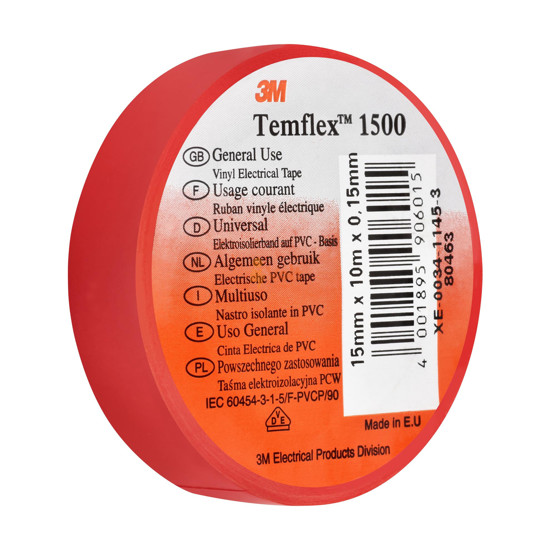 3M
Temflex™ 1500
GB General Use
Vinyl Electrical Tape
F Usage courant
Ruban vinyle électrique
D Universal
Elektroisolierband auf PVC - Basis
NL Algemeen gebruik
Electrische PVC tape
I Multiuso
Nastro isolante in PVC
E Uso General
Cinta Electrica de PVC
PL Powszechnego zastosowania
Taśma elektroizolacyjna PCW
IEC 60454-3-1-5/F-PVCP/90
VDE
Made in E.U
3M Electrical Products Division
15mm x 10m x 0,15mm
4 001895 906015
XE-0034-1145-3
80463